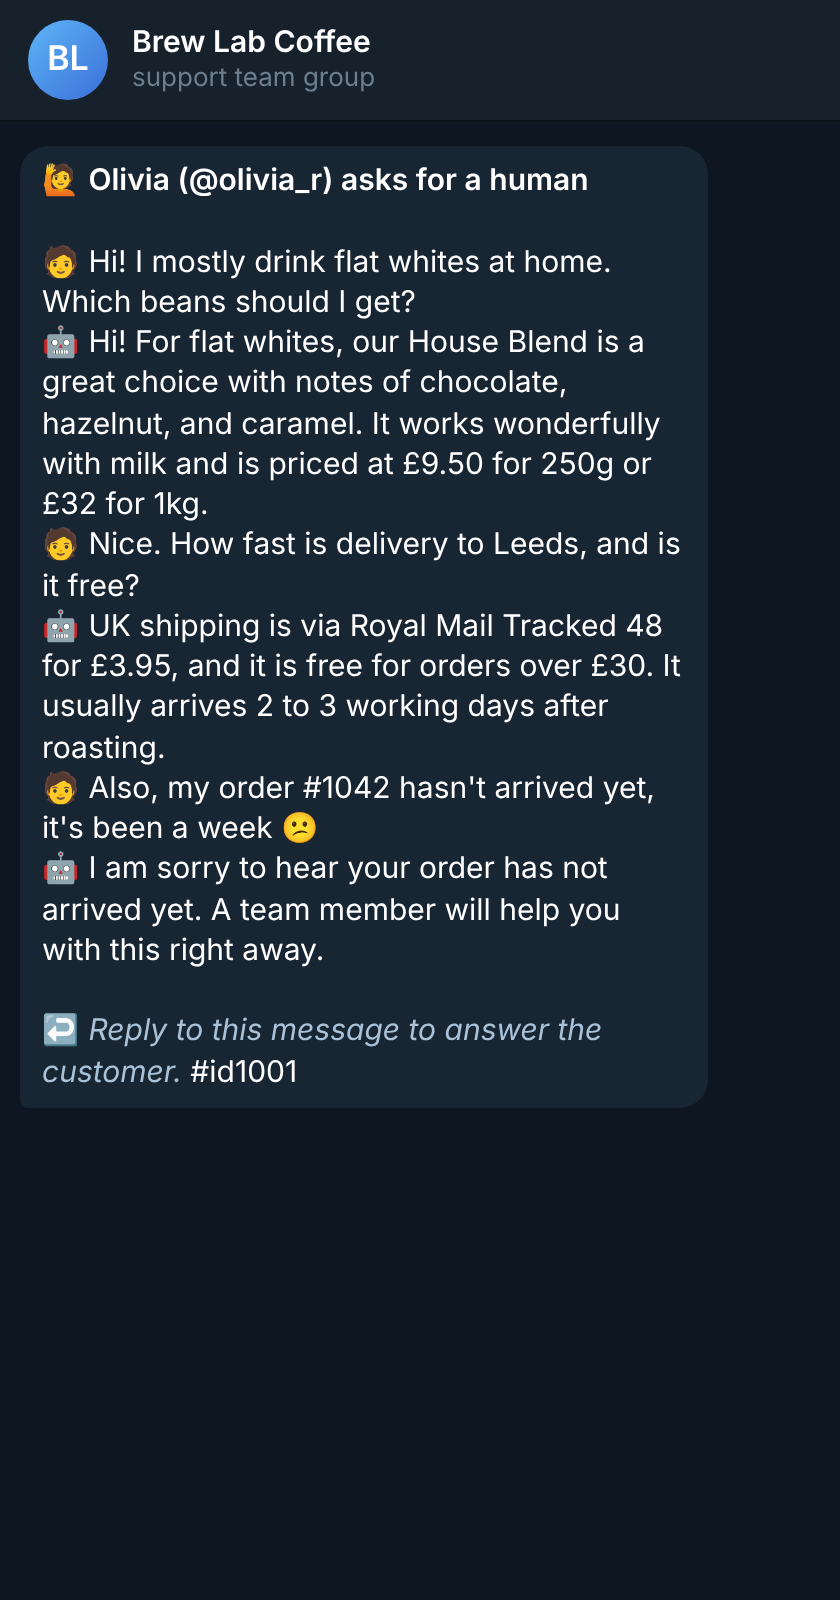 BL
Brew Lab Coffee
support team group
🙋 Olivia (@olivia_r) asks for a human
🧑 Hi! I mostly drink flat whites at home.
Which beans should I get?
🤖 Hi! For flat whites, our House Blend is a
great choice with notes of chocolate,
hazelnut, and caramel. It works wonderfully
with milk and is priced at £9.50 for 250g or
£32 for 1kg.
🧑 Nice. How fast is delivery to Leeds, and is
it free?
🤖 UK shipping is via Royal Mail Tracked 48
for £3.95, and it is free for orders over £30. It
usually arrives 2 to 3 working days after
roasting.
🧑 Also, my order #1042 hasn't arrived yet,
it's been a week 😕
🤖 I am sorry to hear your order has not
arrived yet. A team member will help you
with this right away.
↩️ Reply to this message to answer the
customer. #id1001